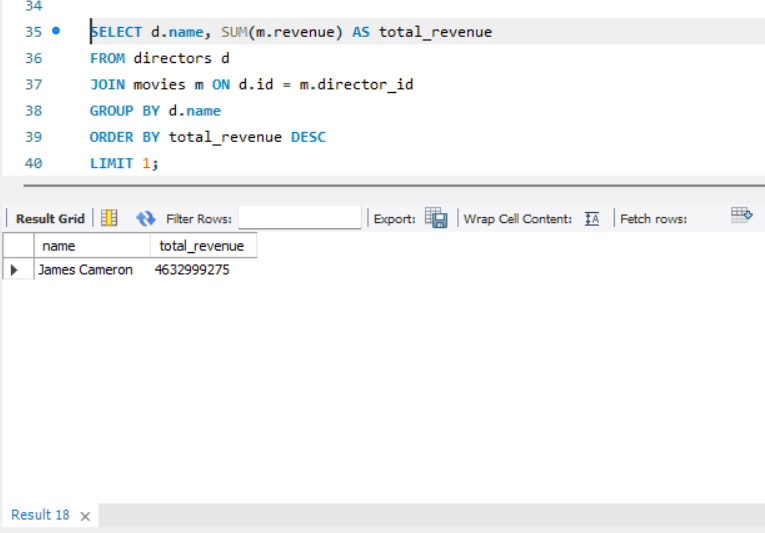 34
35 SELECT d.name, SUM(m.revenue) AS total_revenue
36 FROM directors d
37 JOIN movies m ON d.id = m.director_id
38 GROUP BY d.name
39 ORDER BY total_revenue DESC
40 LIMIT 1;
Result Grid Filter Rows: Export: Wrap Cell Content: IA Fetch rows:
name total_revenue
James Cameron 4632999275
Result 18 ×